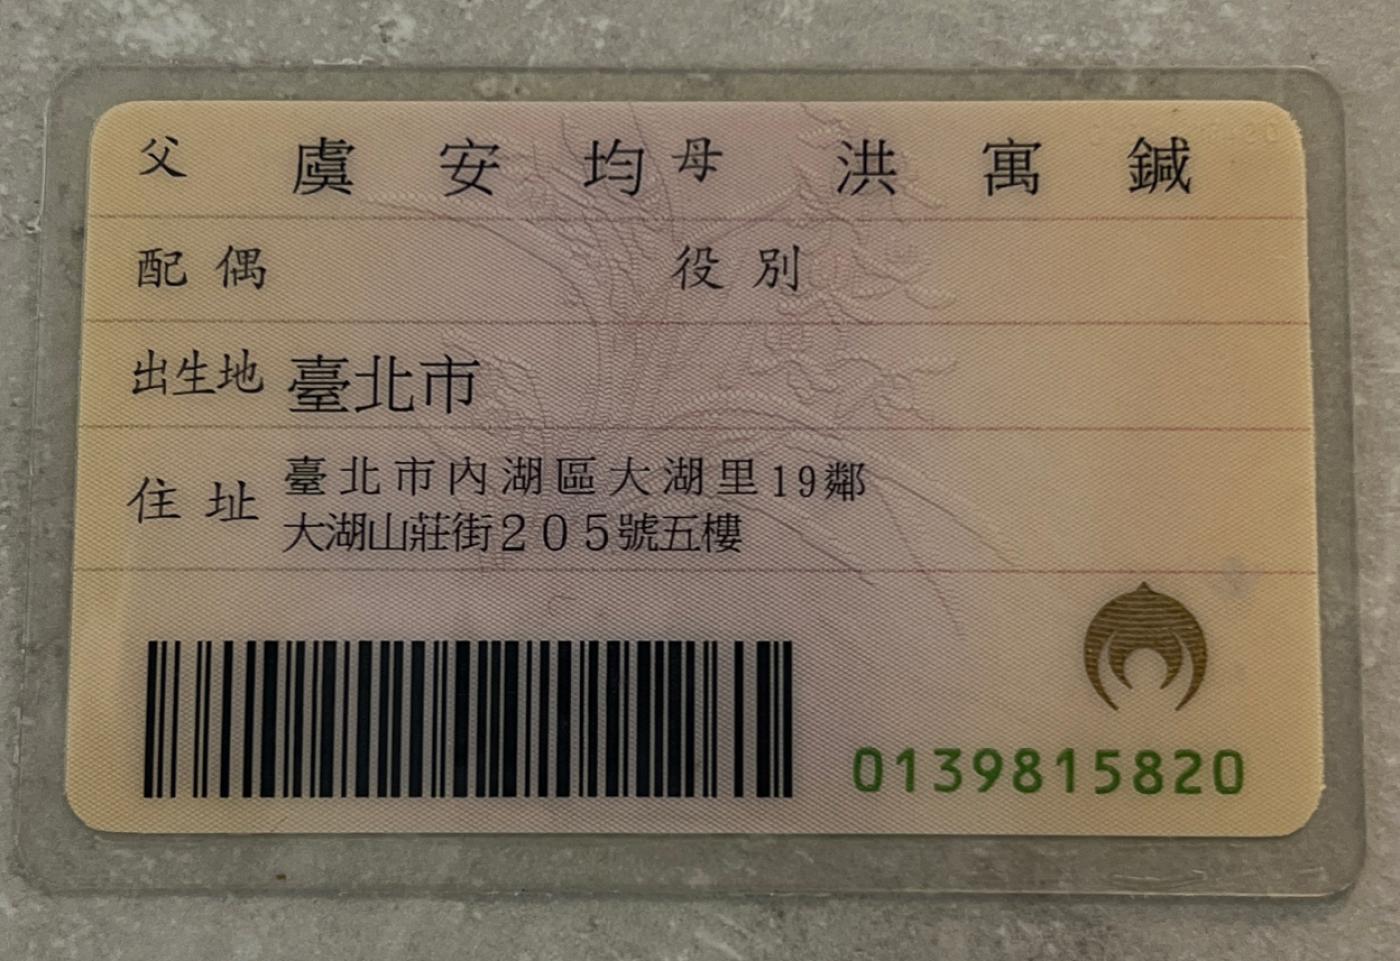 父 虞安均 母 洪寓鍼
配偶 役別
出生地 臺北市
住址 臺北市內湖區大湖里19鄰
大湖山莊街205號五樓
0139815820